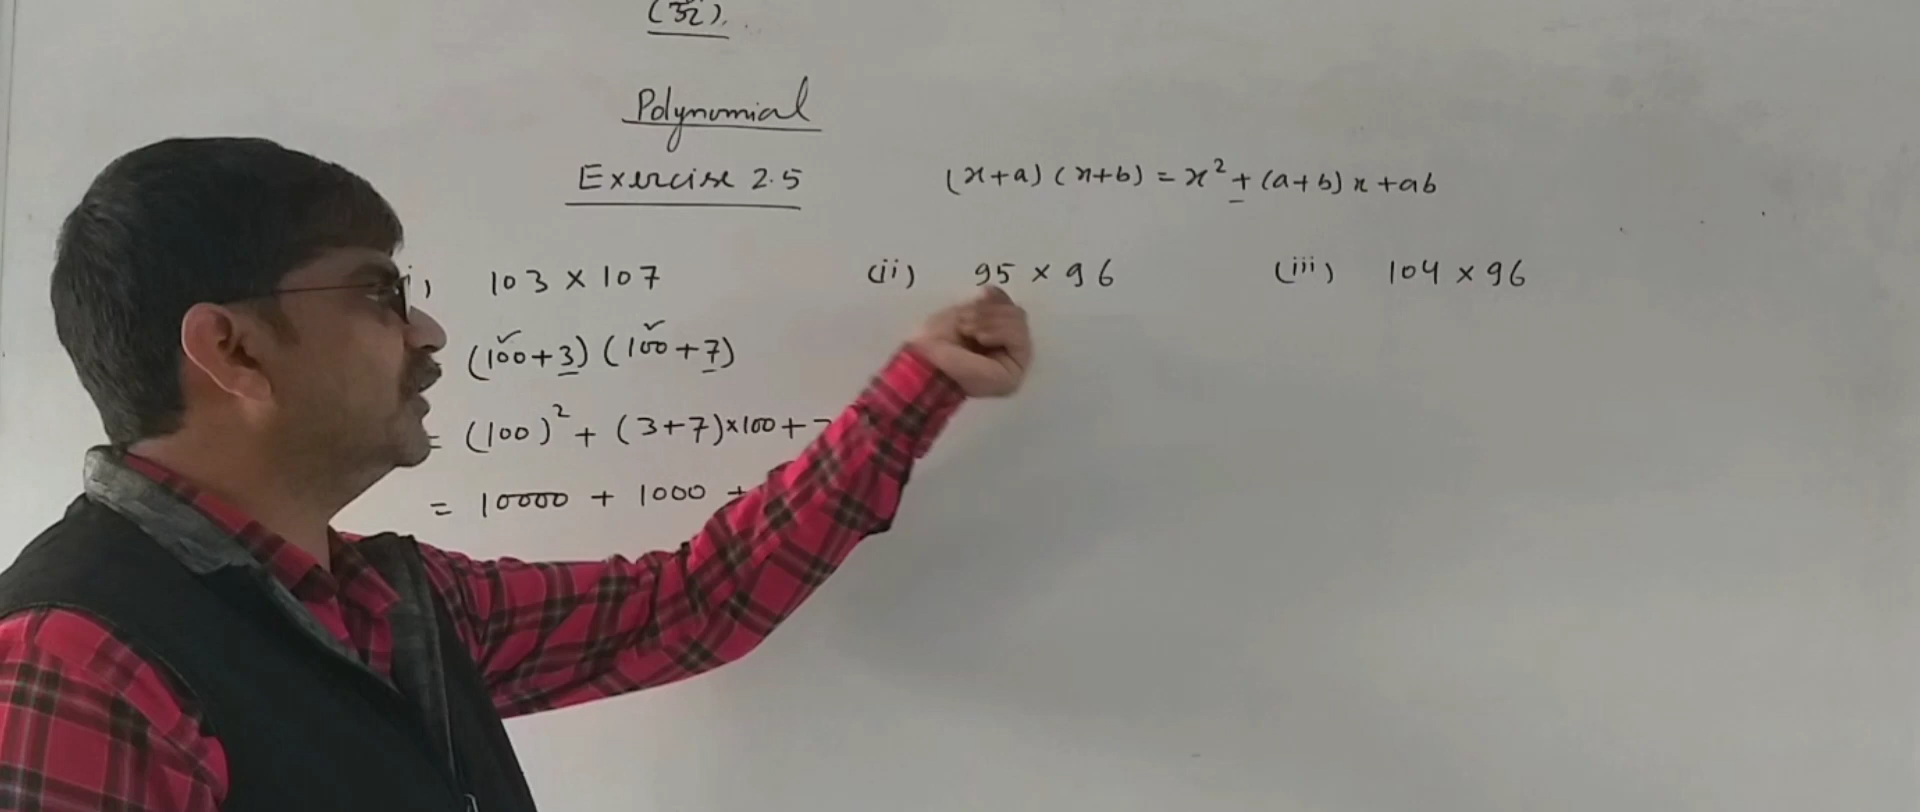 (32).
Polynomial
Exercise 2.5
(x+a) (x+b) = x² + (a+b) x + ab
i) 103 × 107
(ii) 95 × 96
(iii) 104 × 96
(100+3) (100+7)
= (100)² + (3+7)×100 +
= 10000 + 1000 +